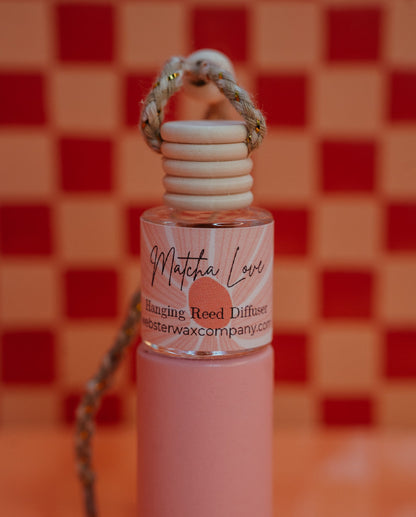 Matcha Love
Hanging Reed Diffuser
ebsterwaxcompany.com